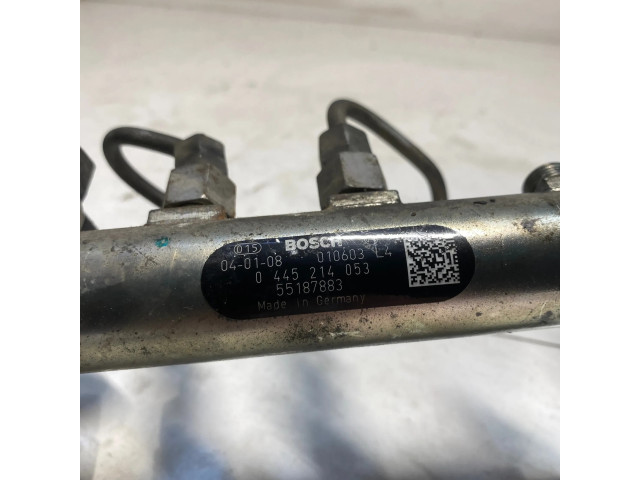 015 BOSCH
04-01-08 010603 L4
0 445 214 053
55187883
Made in Germany